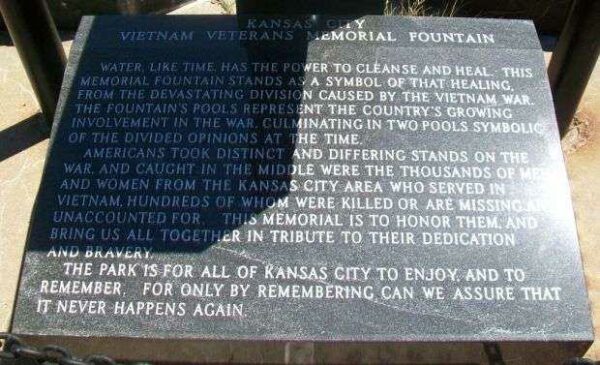 KANSAS CITY
VIETNAM VETERANS MEMORIAL FOUNTAIN
WATER, LIKE TIME, HAS THE POWER TO CLEANSE AND HEAL. THIS
MEMORIAL FOUNTAIN STANDS AS A SYMBOL OF THAT HEALING,
FROM THE DEVASTATING DIVISION CAUSED BY THE VIETNAM WAR.
THE FOUNTAIN'S POOLS REPRESENT THE COUNTRY'S GROWING
INVOLVEMENT IN THE WAR, CULMINATING IN TWO POOLS SYMBOLIC
OF THE DIVIDED OPINIONS AT THE TIME.
AMERICANS TOOK DISTINCT AND DIFFERING STANDS ON THE
WAR, AND CAUGHT IN THE MIDDLE WERE THE THOUSANDS OF MEN
AND WOMEN FROM THE KANSAS CITY AREA WHO SERVED IN
VIETNAM, HUNDREDS OF WHOM WERE KILLED OR ARE MISSING AND
UNACCOUNTED FOR. THIS MEMORIAL IS TO HONOR THEM, AND
BRING US ALL TOGETHER IN TRIBUTE TO THEIR DEDICATION
AND BRAVERY.
THE PARK IS FOR ALL OF KANSAS CITY TO ENJOY, AND TO
REMEMBER. FOR ONLY BY REMEMBERING CAN WE ASSURE THAT
IT NEVER HAPPENS AGAIN.